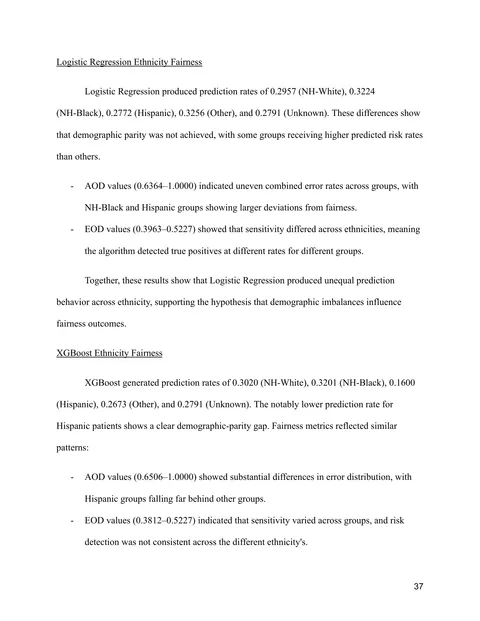 Logistic Regression Ethnicity Fairness
Logistic Regression produced prediction rates of 0.2957 (NH-White), 0.3224
(NH-Black), 0.2772 (Hispanic), 0.3256 (Other), and 0.2791 (Unknown). These differences show
that demographic parity was not achieved, with some groups receiving higher predicted risk rates
than others.
- AOD values (0.6364–1.0000) indicated uneven combined error rates across groups, with
NH-Black and Hispanic groups showing larger deviations from fairness.
- EOD values (0.3963–0.5227) showed that sensitivity differed across ethnicities, meaning
the algorithm detected true positives at different rates for different groups.
Together, these results show that Logistic Regression produced unequal prediction
behavior across ethnicity, supporting the hypothesis that demographic imbalances influence
fairness outcomes.
XGBoost Ethnicity Fairness
XGBoost generated prediction rates of 0.3020 (NH-White), 0.3201 (NH-Black), 0.1600
(Hispanic), 0.2673 (Other), and 0.2791 (Unknown). The notably lower prediction rate for
Hispanic patients shows a clear demographic-parity gap. Fairness metrics reflected similar
patterns:
- AOD values (0.6506–1.0000) showed substantial differences in error distribution, with
Hispanic groups falling far behind other groups.
- EOD values (0.3812–0.5227) indicated that sensitivity varied across groups, and risk
detection was not consistent across the different ethnicity's.
37